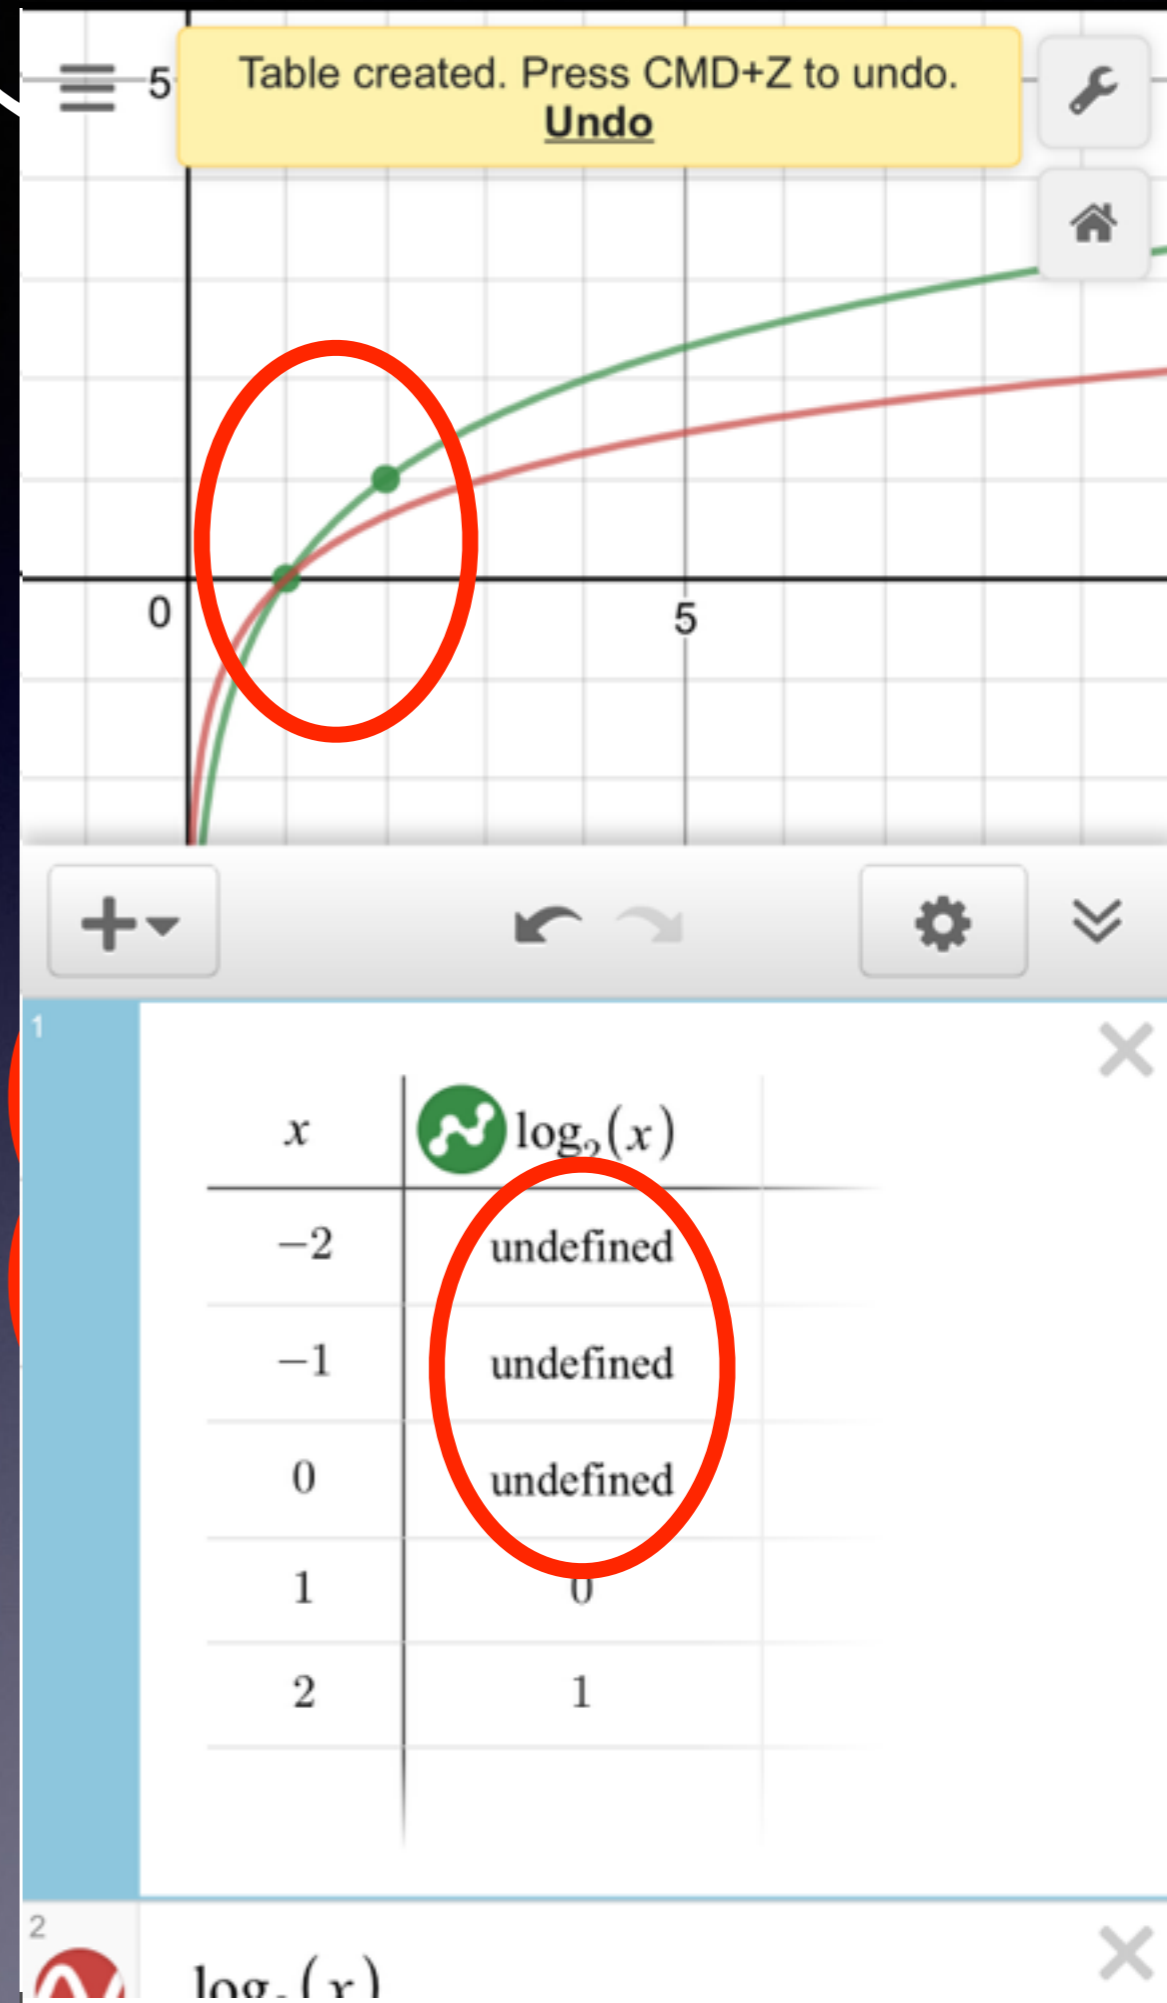 5
Table created. Press CMD+Z to undo.
Undo
0
5
1
x log₂(x)
−2 undefined
−1 undefined
0 undefined
1 0
2 1
2
log (x)